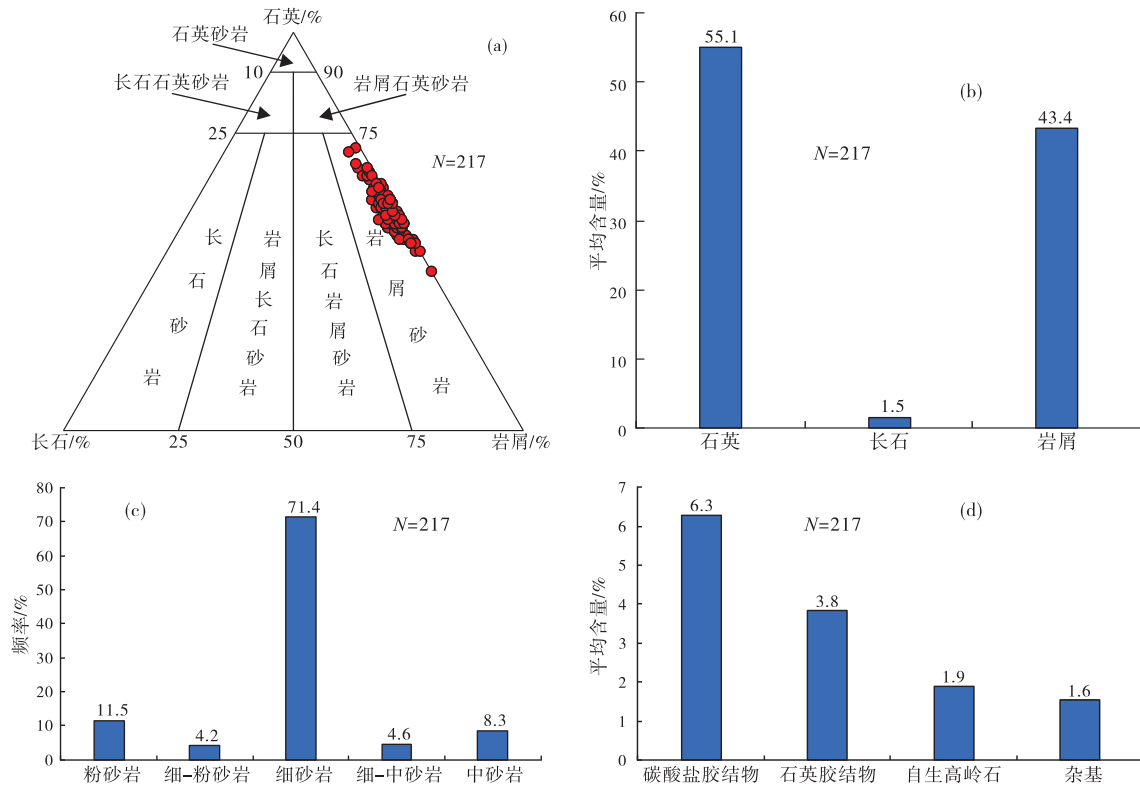 石英/%
石英砂岩
(a)
10
90
长石石英砂岩
岩屑石英砂岩
25
75
N=217
长石砂岩
岩屑长石砂岩
长石岩屑砂岩
岩屑砂岩
长石/%
25
50
75
岩屑/%
60
50
40
30
20
10
0
平均含量/%
55.1
(b)
43.4
N=217
1.5
石英
长石
岩屑
80
70
60
50
40
30
20
10
0
频率/%
(c)
71.4
N=217
11.5
4.2
4.6
8.3
粉砂岩
细-粉砂岩
细砂岩
细-中砂岩
中砂岩
7
6
5
4
3
2
1
0
平均含量/%
6.3
N=217
(d)
3.8
1.9
1.6
碳酸盐胶结物
石英胶结物
自生高岭石
杂基